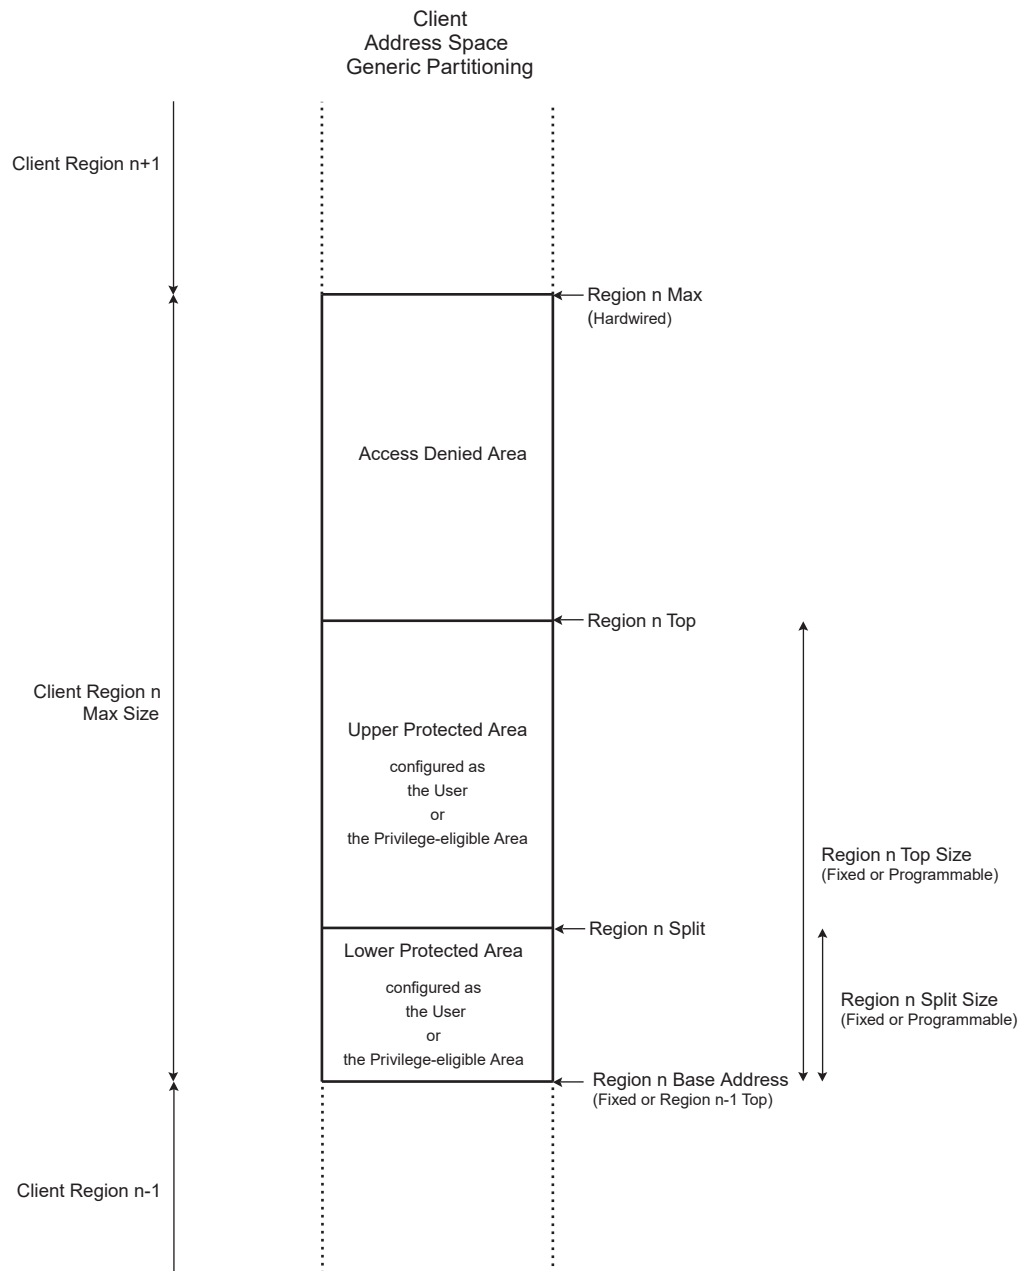 Client
Address Space
Generic Partitioning
Client Region n+1
Region n Max
(Hardwired)
Access Denied Area
Region n Top
Client Region n
Max Size
Upper Protected Area
configured as
the User
or
the Privilege-eligible Area
Region n Top Size
(Fixed or Programmable)
Region n Split
Lower Protected Area
configured as
the User
or
the Privilege-eligible Area
Region n Split Size
(Fixed or Programmable)
Region n Base Address
(Fixed or Region n-1 Top)
Client Region n-1